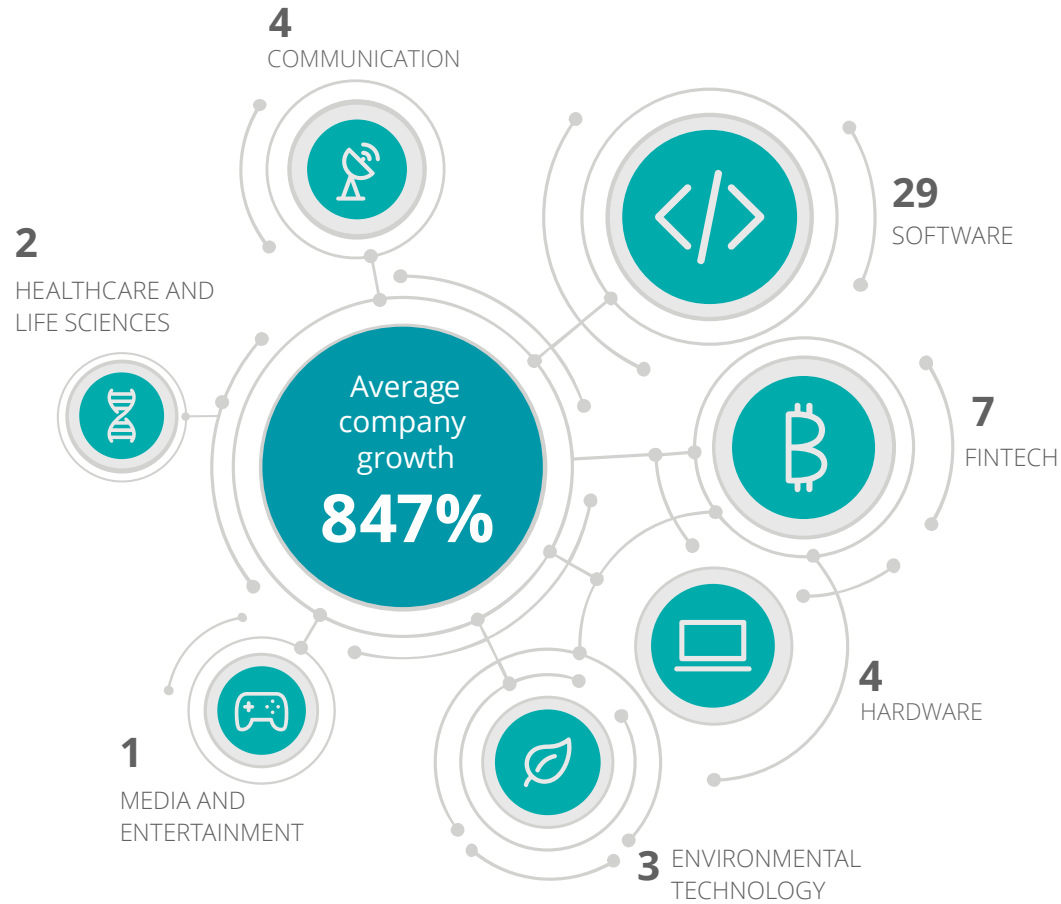 4
COMMUNICATION
29
SOFTWARE
2
HEALTHCARE AND
LIFE SCIENCES
Average
company
growth
847%
7
FINTECH
4
HARDWARE
1
MEDIA AND
ENTERTAINMENT
3
ENVIRONMENTAL
TECHNOLOGY